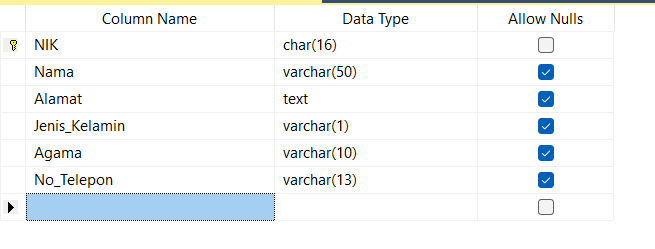 Column Name Data Type Allow Nulls
NIK char(16)
Nama varchar(50)
Alamat text
Jenis_Kelamin varchar(1)
Agama varchar(10)
No_Telepon varchar(13)